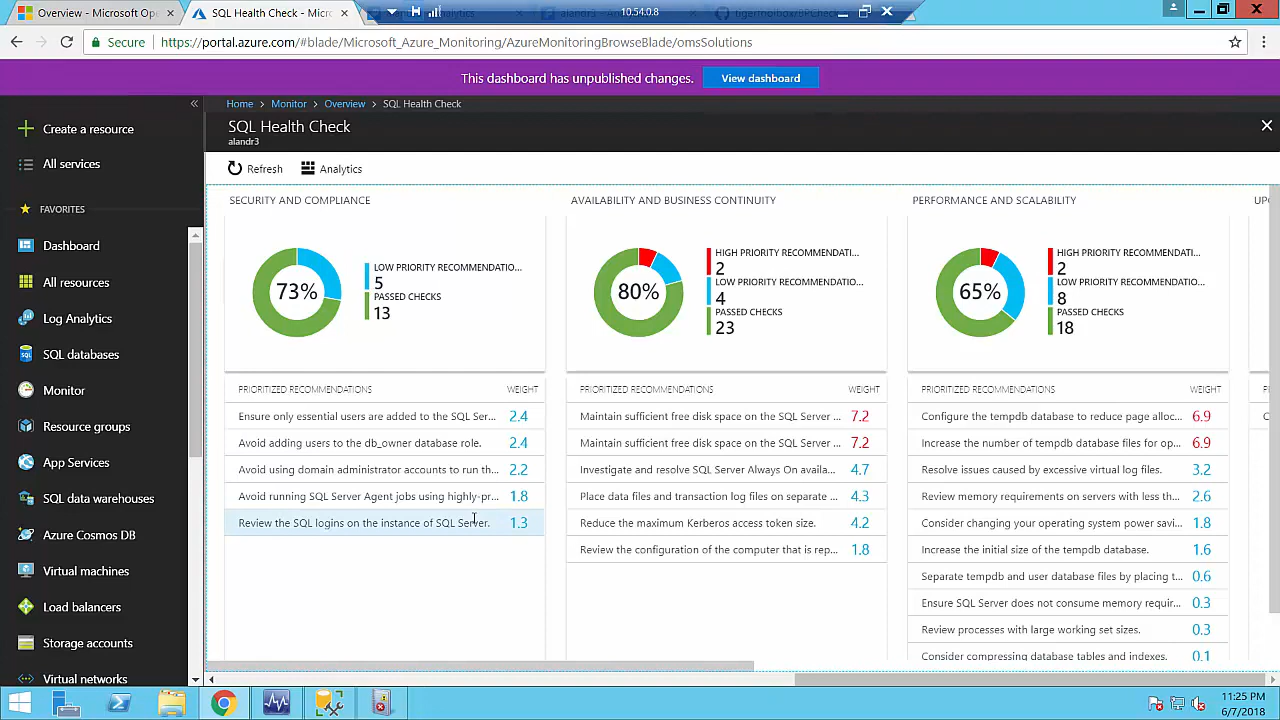 Microsoft Op
SQL Health Check - Micr
10.54.0.8
Secure
https://portal.azure.com/#blade/Microsoft_Azure_Monitoring/AzureMonitoringBrowseBlade/omsSolutions
This dashboard has unpublished changes.
View dashboard
Home > Monitor > Overview > SQL Health Check
SQL Health Check
alandr3
Refresh
Analytics
Create a resource
All services
FAVORITES
Dashboard
All resources
Log Analytics
SQL databases
Monitor
Resource groups
App Services
SQL data warehouses
Azure Cosmos DB
Virtual machines
Load balancers
Storage accounts
Virtual networks
SECURITY AND COMPLIANCE
73%
LOW PRIORITY RECOMMENDATIO...
5
PASSED CHECKS
13
PRIORITIZED RECOMMENDATIONS WEIGHT
Ensure only essential users are added to the SQL Ser... 2.4
Avoid adding users to the db_owner database role. 2.4
Avoid using domain administrator accounts to run th... 2.2
Avoid running SQL Server Agent jobs using highly-pr... 1.8
Review the SQL logins on the instance of SQL Server. 1.3
AVAILABILITY AND BUSINESS CONTINUITY
80%
HIGH PRIORITY RECOMMENDATI...
2
LOW PRIORITY RECOMMENDATIO...
4
PASSED CHECKS
23
PRIORITIZED RECOMMENDATIONS WEIGHT
Maintain sufficient free disk space on the SQL Server ... 7.2
Maintain sufficient free disk space on the SQL Server ... 7.2
Investigate and resolve SQL Server Always On availa... 4.7
Place data files and transaction log files on separate ... 4.3
Reduce the maximum Kerberos access token size. 4.2
Review the configuration of the computer that is rep... 1.8
PERFORMANCE AND SCALABILITY
65%
HIGH PRIORITY RECOMMENDATI...
2
LOW PRIORITY RECOMMENDATIO...
8
PASSED CHECKS
18
PRIORITIZED RECOMMENDATIONS WEIGHT
Configure the tempdb database to reduce page alloc... 6.9
Increase the number of tempdb database files for op... 6.9
Resolve issues caused by excessive virtual log files. 3.2
Review memory requirements on servers with less th... 2.6
Consider changing your operating system power savi... 1.8
Increase the initial size of the tempdb database. 1.6
Separate tempdb and user database files by placing t... 0.6
Ensure SQL Server does not consume memory requir... 0.3
Review processes with large working set sizes. 0.3
Consider compressing database tables and indexes. 0.1
11:25 PM
6/7/2018